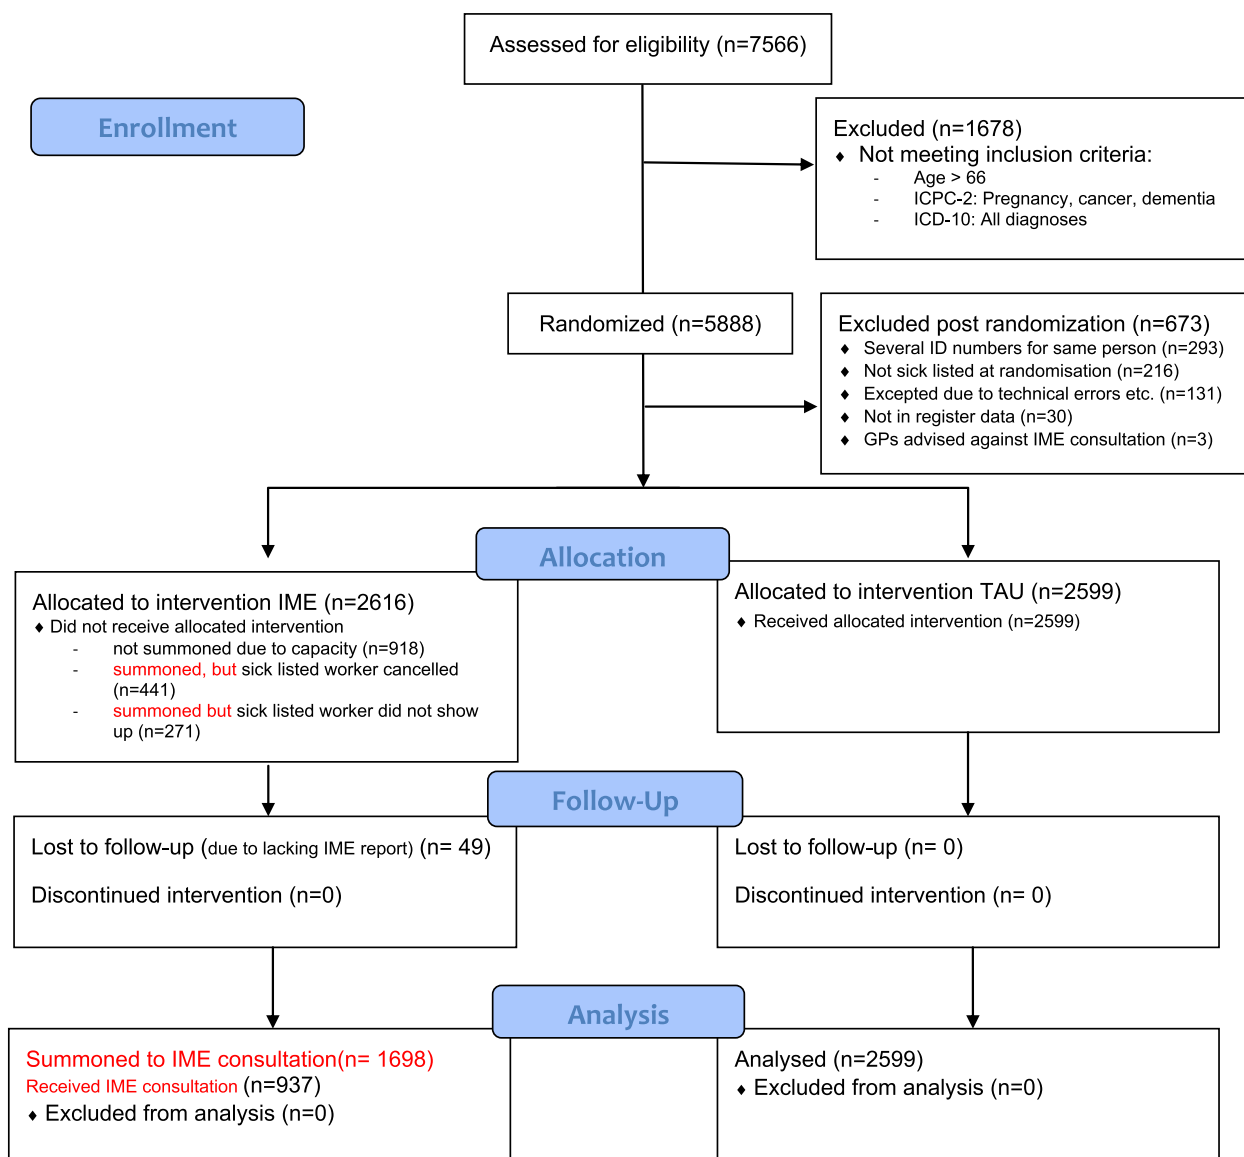 Assessed for eligibility (n=7566)
Enrollment
Excluded (n=1678)
♦ Not meeting inclusion criteria:
- Age > 66
- ICPC-2: Pregnancy, cancer, dementia
- ICD-10: All diagnoses
Randomized (n=5888)
Excluded post randomization (n=673)
♦ Several ID numbers for same person (n=293)
♦ Not sick listed at randomisation (n=216)
♦ Excepted due to technical errors etc. (n=131)
♦ Not in register data (n=30)
♦ GPs advised against IME consultation (n=3)
Allocation
Allocated to intervention IME (n=2616)
♦ Did not receive allocated intervention
- not summoned due to capacity (n=918)
- summoned, but sick listed worker cancelled
(n=441)
- summoned but sick listed worker did not show
up (n=271)
Allocated to intervention TAU (n=2599)
♦ Received allocated intervention (n=2599)
Follow-Up
Lost to follow-up (due to lacking IME report) (n= 49)
Discontinued intervention (n=0)
Lost to follow-up (n= 0)
Discontinued intervention (n= 0)
Analysis
Summoned to IME consultation(n= 1698)
Received IME consultation (n=937)
♦ Excluded from analysis (n=0)
Analysed (n=2599)
♦ Excluded from analysis (n=0)